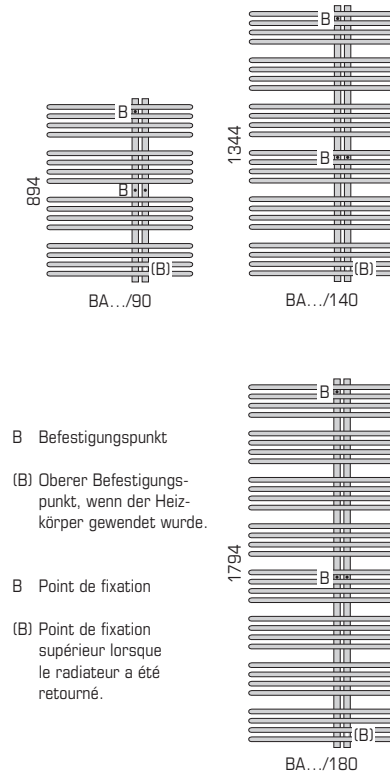 B
894
B
(B)
BA.../90
B
1344
B
(B)
BA.../140
B Befestigungspunkt
(B) Oberer Befestigungs-
punkt, wenn der Heiz-
körper gewendet wurde.
B Point de fixation
(B) Point de fixation
supérieur lorsque
le radiateur a été
retourné.
B
1794
B
(B)
BA.../180